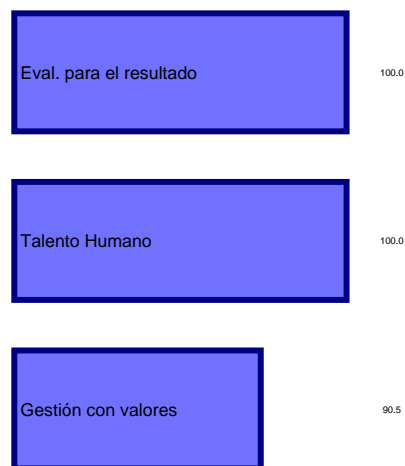 Eval. para el resultado 100.0
Talento Humano 100.0
Gestión con valores 90.5